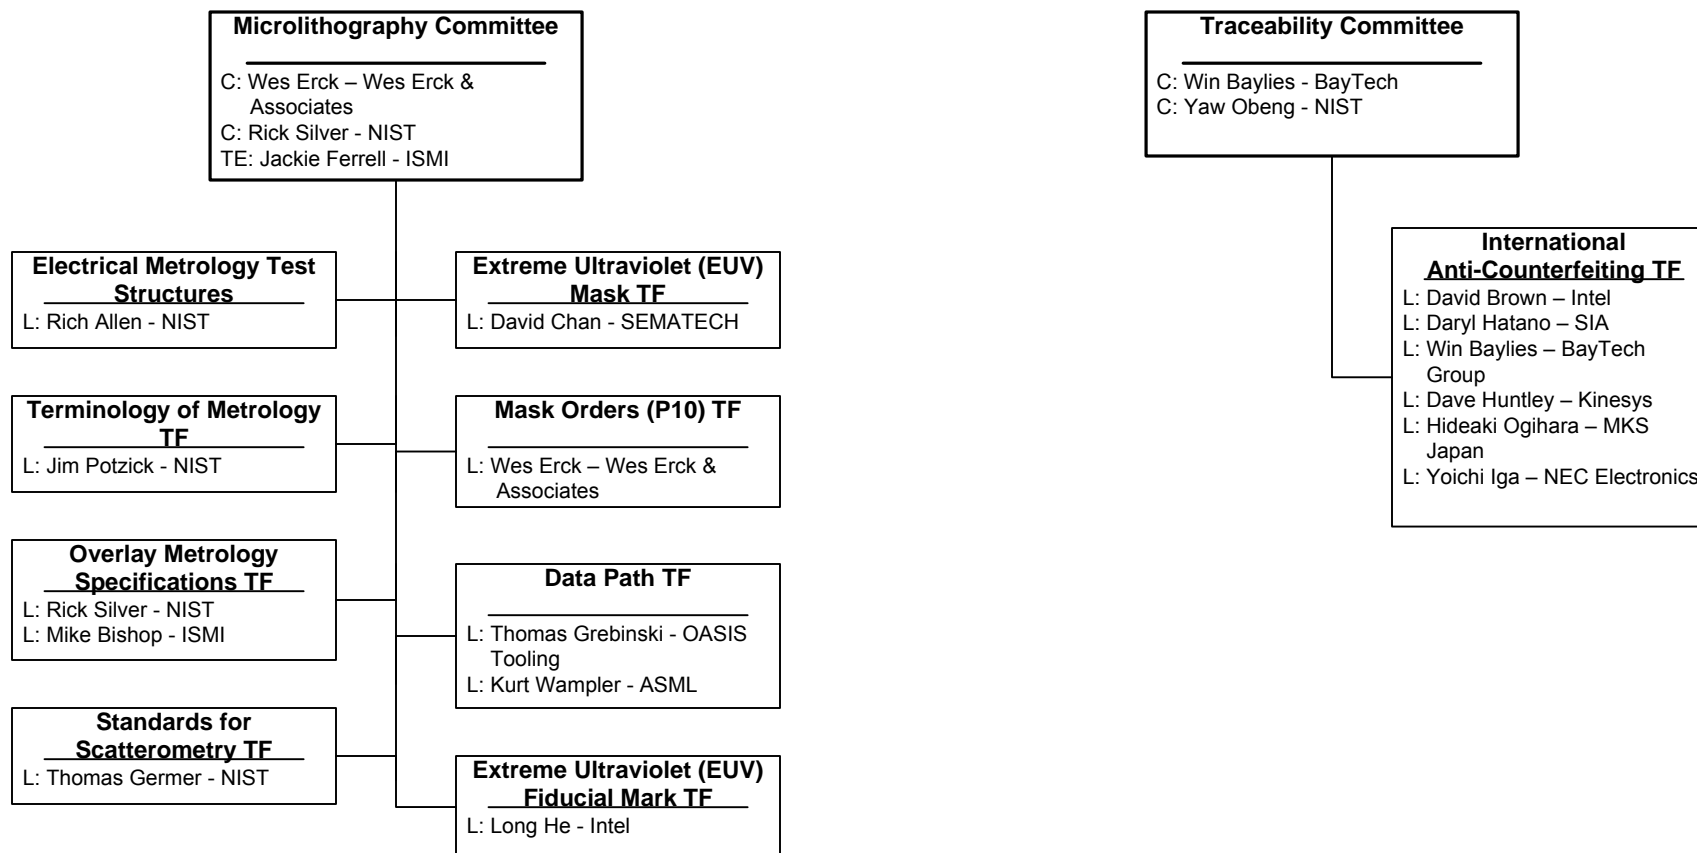 Microlithography Committee
C: Wes Erck – Wes Erck &
Associates
C: Rick Silver - NIST
TE: Jackie Ferrell - ISMI
Electrical Metrology Test
Structures
L: Rich Allen - NIST
Extreme Ultraviolet (EUV)
Mask TF
L: David Chan - SEMATECH
Terminology of Metrology
TF
L: Jim Potzick - NIST
Mask Orders (P10) TF
L: Wes Erck – Wes Erck &
Associates
Overlay Metrology
Specifications TF
L: Rick Silver - NIST
L: Mike Bishop - ISMI
Data Path TF
L: Thomas Grebinski - OASIS
Tooling
L: Kurt Wampler - ASML
Standards for
Scatterometry TF
L: Thomas Germer - NIST
Extreme Ultraviolet (EUV)
Fiducial Mark TF
L: Long He - Intel
Traceability Committee
C: Win Baylies - BayTech
C: Yaw Obeng - NIST
International
Anti-Counterfeiting TF
L: David Brown – Intel
L: Daryl Hatano – SIA
L: Win Baylies – BayTech
Group
L: Dave Huntley – Kinesys
L: Hideaki Ogihara – MKS
Japan
L: Yoichi Iga – NEC Electronics